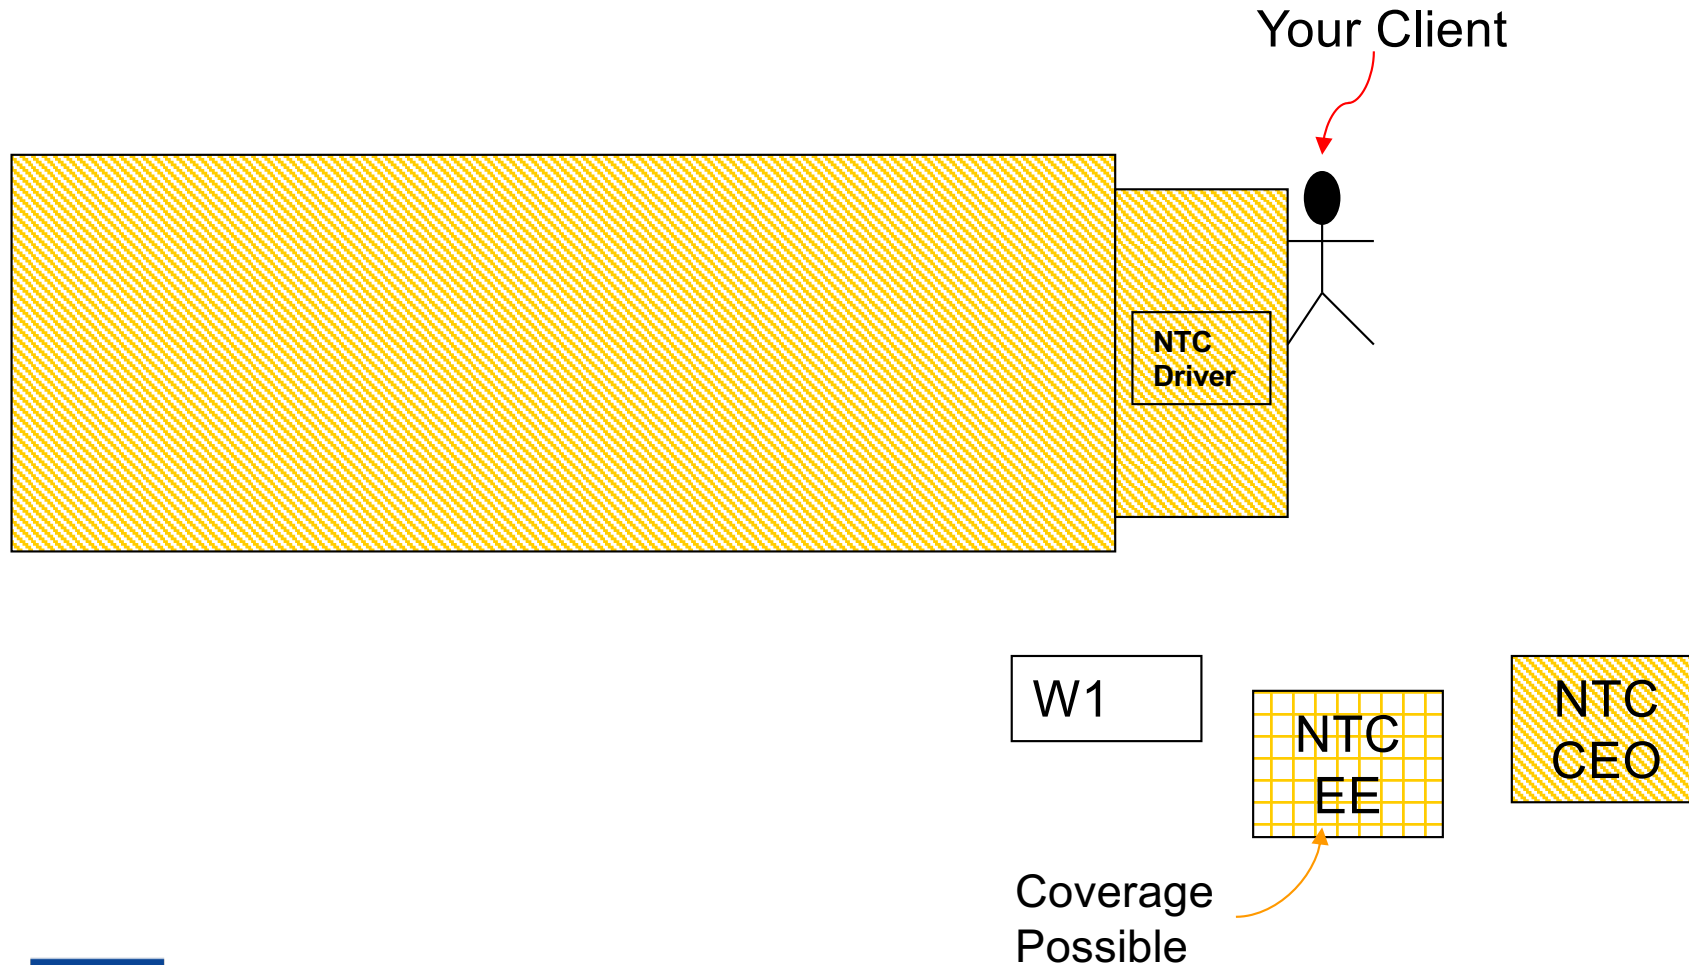 Your Client
NTC
Driver
W1
NTC
EE
NTC
CEO
Coverage
Possible